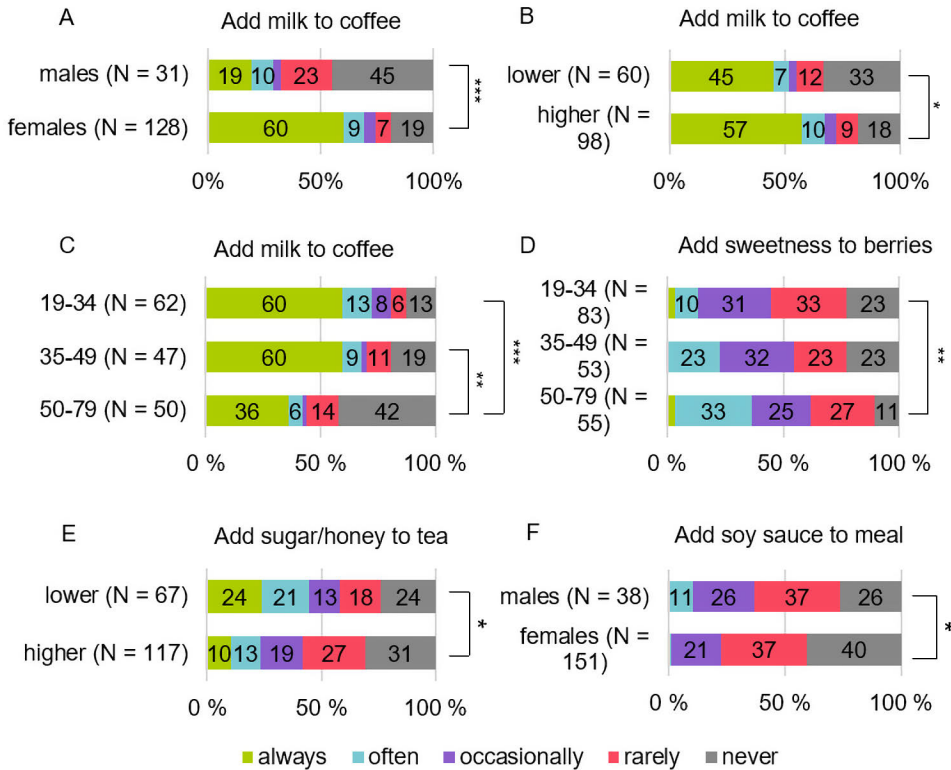 A
Add milk to coffee
males (N = 31)
19 10 23 45
***
females (N = 128)
60 9 7 19
0% 50% 100%
B
Add milk to coffee
lower (N = 60)
45 7 12 33
*
higher (N =
98)
57 10 9 18
0% 50% 100%
C
Add milk to coffee
19-34 (N = 62)
60 13 8 6 13
35-49 (N = 47)
60 9 11 19
50-79 (N = 50)
36 6 14 42
**
***
0 % 50 % 100 %
D
Add sweetness to berries
19-34 (N =
83)
10 31 33 23
35-49 (N =
53)
23 32 23 23
50-79 (N =
55)
33 25 27 11
**
0 % 50 % 100 %
E
Add sugar/honey to tea
lower (N = 67)
24 21 13 18 24
*
higher (N = 117)
10 13 19 27 31
0 % 50 % 100 %
F
Add soy sauce to meal
males (N = 38)
11 26 37 26
*
females (N =
151)
21 37 40
0 % 50 % 100 %
always often occasionally rarely never